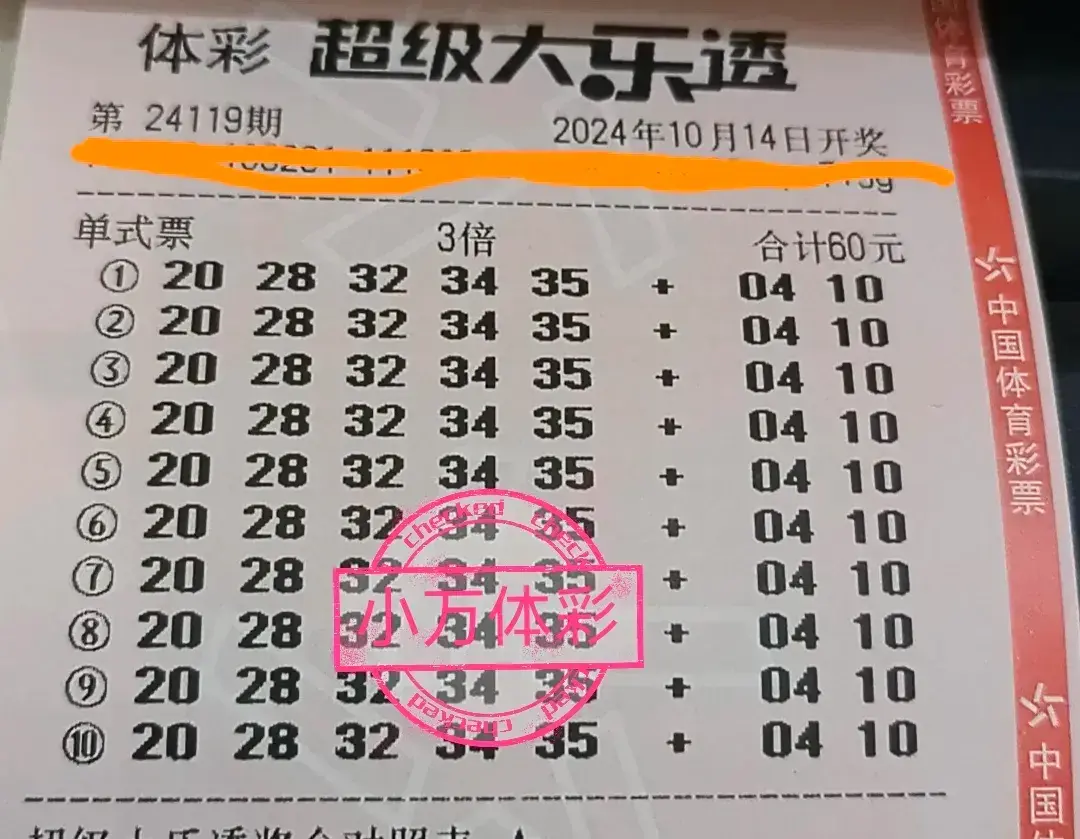 体彩 超级大乐透
第 24119期 2024年10月14日开奖
单式票 3倍 合计60元
① 20 28 32 34 35 + 04 10
② 20 28 32 34 35 + 04 10
③ 20 28 32 34 35 + 04 10
④ 20 28 32 34 35 + 04 10
⑤ 20 28 32 34 35 + 04 10
⑥ 20 28 32 34 35 + 04 10
⑦ 20 28 32 34 35 + 04 10
⑧ 20 28 32 34 35 + 04 10
⑨ 20 28 32 34 35 + 04 10
⑩ 20 28 32 34 35 + 04 10
checked
小万体彩
checked
中国体育彩票
体育彩票
中国